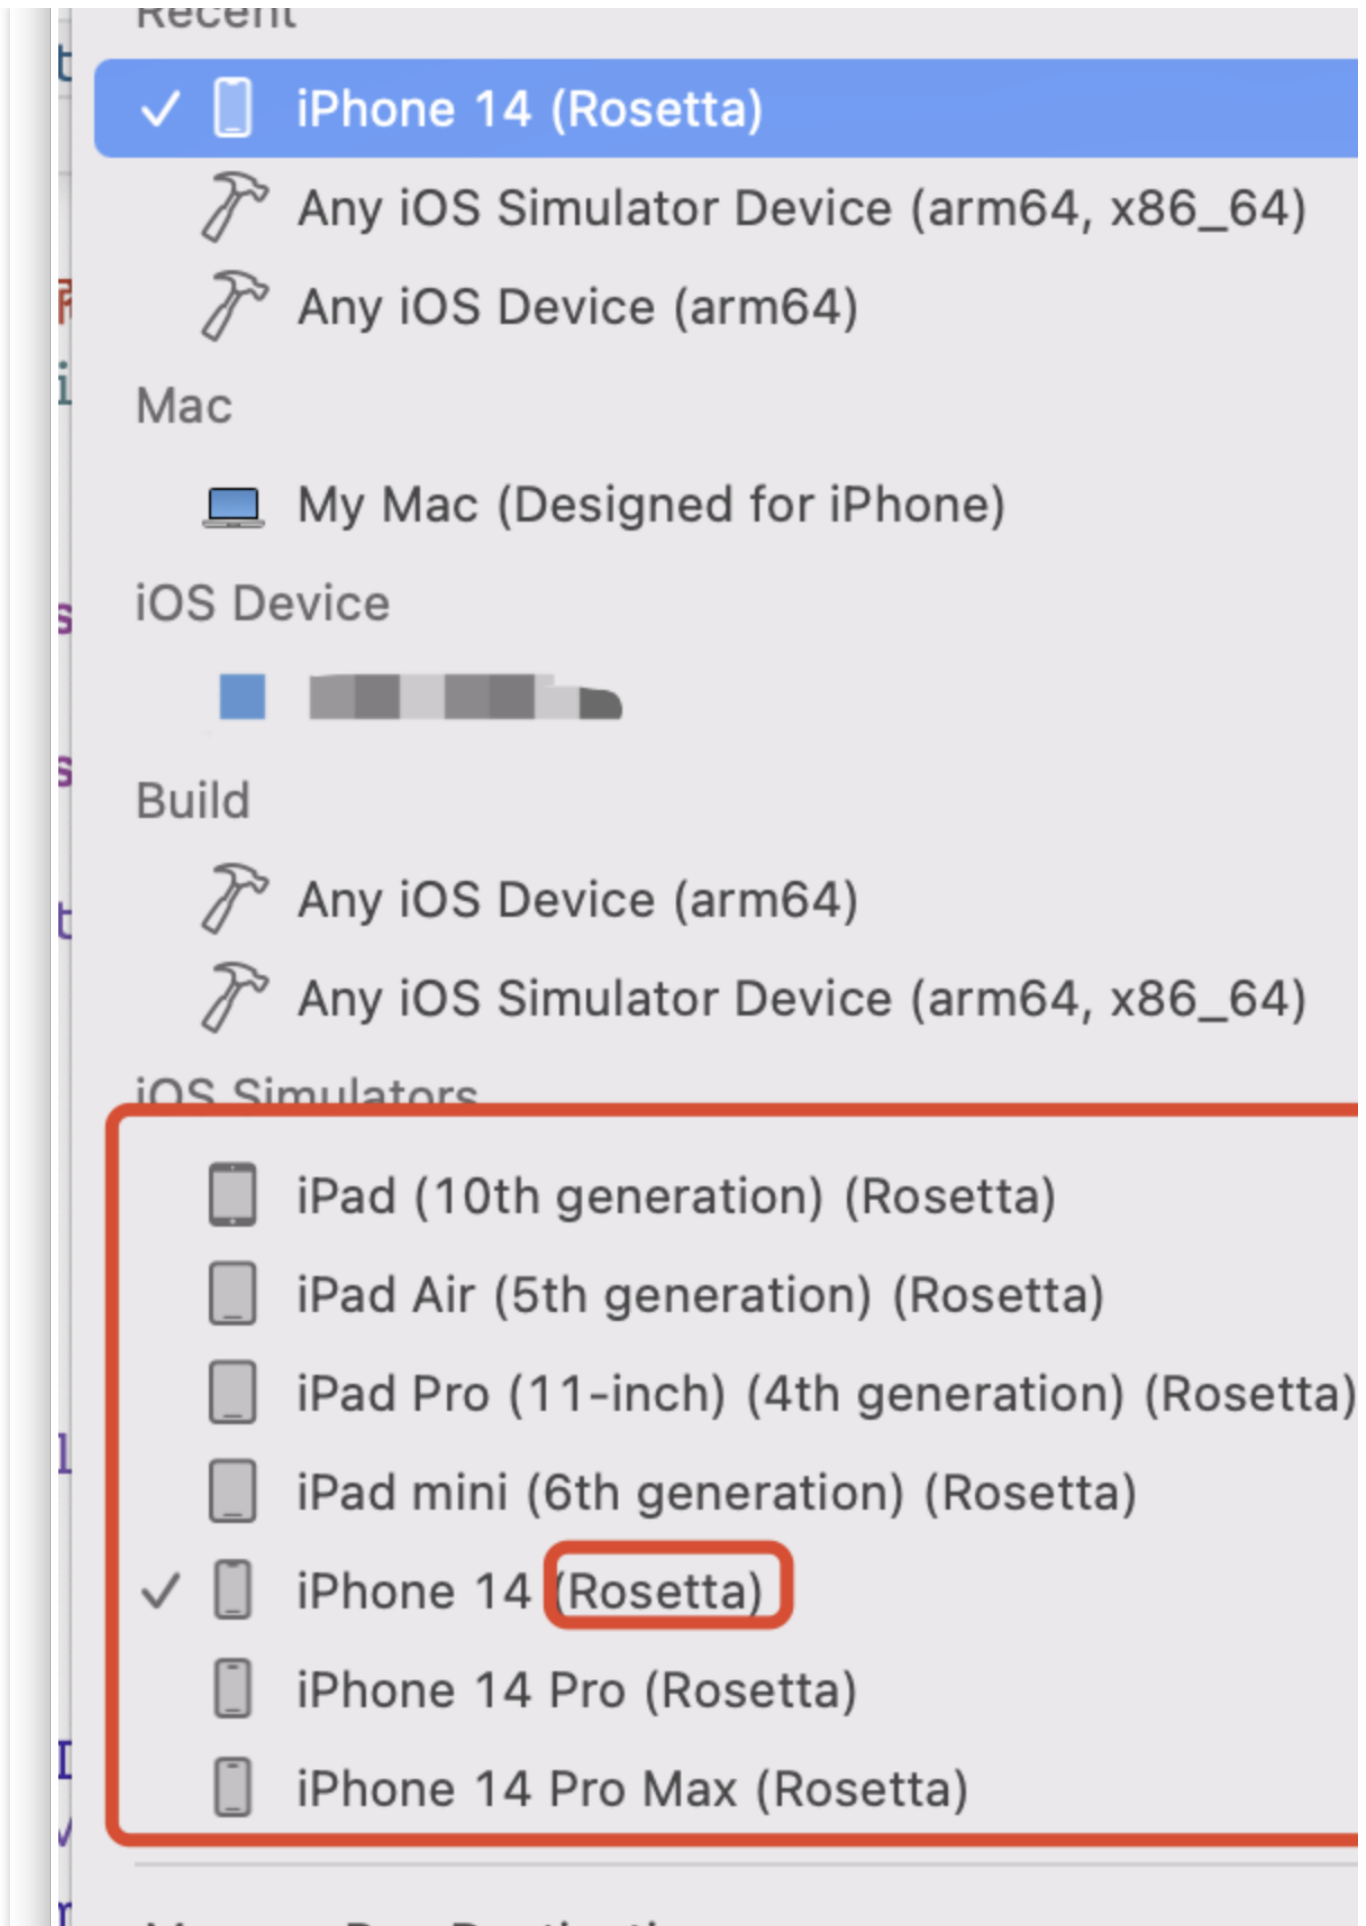 Recent
iPhone 14 (Rosetta)
Any iOS Simulator Device (arm64, x86_64)
Any iOS Device (arm64)
Mac
My Mac (Designed for iPhone)
iOS Device
Build
Any iOS Device (arm64)
Any iOS Simulator Device (arm64, x86_64)
iOS Simulators
iPad (10th generation) (Rosetta)
iPad Air (5th generation) (Rosetta)
iPad Pro (11-inch) (4th generation) (Rosetta)
iPad mini (6th generation) (Rosetta)
iPhone 14 (Rosetta)
iPhone 14 Pro (Rosetta)
iPhone 14 Pro Max (Rosetta)